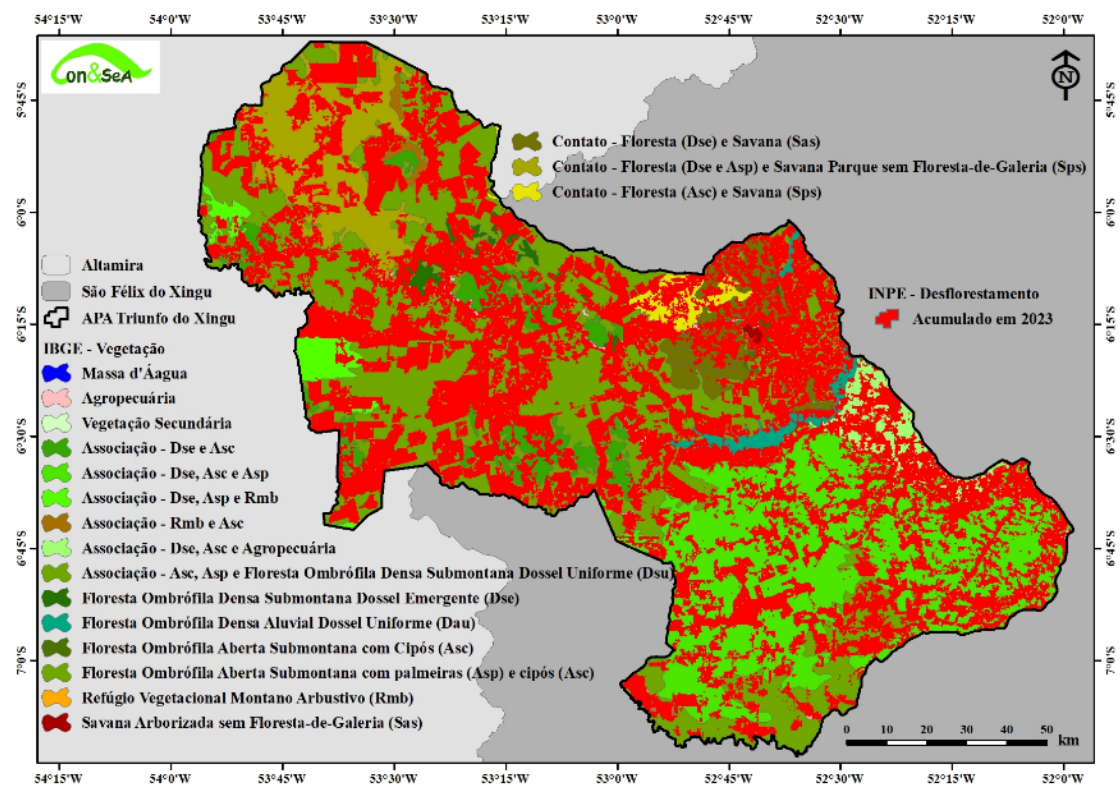 54°15'W 54°0'W 53°45'W 53°30'W 53°15'W 53°0'W 52°45'W 52°30'W 52°15'W 52°0'W
on&SeA
N
5°45'S 5°45'S
Contato - Floresta (Dse) e Savana (Sas)
Contato - Floresta (Dse e Asp) e Savana Parque sem Floresta-de-Galeria (Sps)
Contato - Floresta (Asc) e Savana (Sps)
6°0'S 6°0'S
Altamira
São Félix do Xingu
APA Triunfo do Xingu
INPE - Desflorestamento
Acumulado em 2023
6°15'S 6°15'S
IBGE - Vegetação
Massa d'Áagua
Agropecuária
Vegetação Secundária
6°30'S 6°30'S
Associação - Dse e Asc
Associação - Dse, Asc e Asp
Associação - Dse, Asp e Rmb
Associação - Rmb e Asc
Associação - Dse, Asc e Agropecuária
6°45'S 6°45'S
Associação - Asc, Asp e Floresta Ombrófila Densa Submontana Dossel Uniforme (Dsu)
Floresta Ombrófila Densa Submontana Dossel Emergente (Dse)
Floresta Ombrófila Densa Aluvial Dossel Uniforme (Dau)
Floresta Ombrófila Aberta Submontana com Cipós (Asc)
7°0'S 7°0'S
Floresta Ombrófila Aberta Submontana com palmeiras (Asp) e cipós (Asc)
Refúgio Vegetacional Montano Arbustivo (Rmb)
Savana Arborizada sem Floresta-de-Galeria (Sas)
0 10 20 30 40 50
km
54°15'W 54°0'W 53°45'W 53°30'W 53°15'W 53°0'W 52°45'W 52°30'W 52°15'W 52°0'W